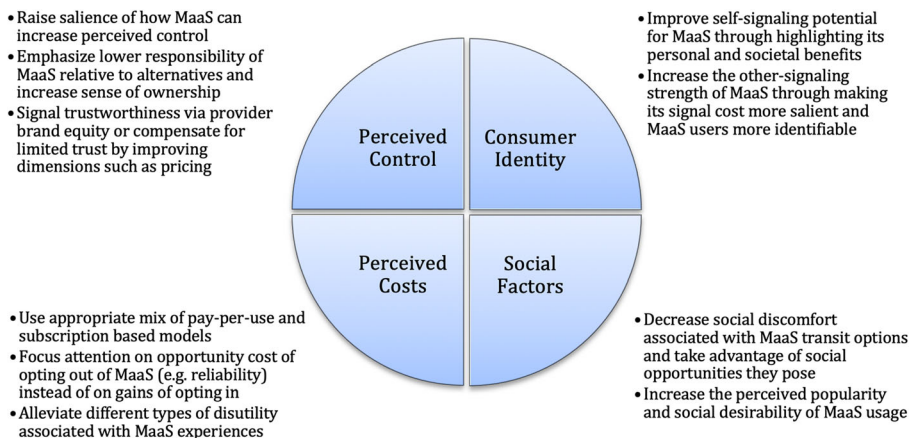 • Raise salience of how MaaS can
increase perceived control
• Emphasize lower responsibility of
MaaS relative to alternatives and
increase sense of ownership
• Signal trustworthiness via provider
brand equity or compensate for
limited trust by improving
dimensions such as pricing
• Improve self-signaling potential
for MaaS through highlighting its
personal and societal benefits
• Increase the other-signaling
strength of MaaS through making
its signal cost more salient and
MaaS users more identifiable
Perceived
Control
Consumer
Identity
Perceived
Costs
Social
Factors
• Use appropriate mix of pay-per-use and
subscription based models
• Focus attention on opportunity cost of
opting out of MaaS (e.g. reliability)
instead of on gains of opting in
• Alleviate different types of disutility
associated with MaaS experiences
• Decrease social discomfort
associated with MaaS transit options
and take advantage of social
opportunities they pose
• Increase the perceived popularity
and social desirability of MaaS usage